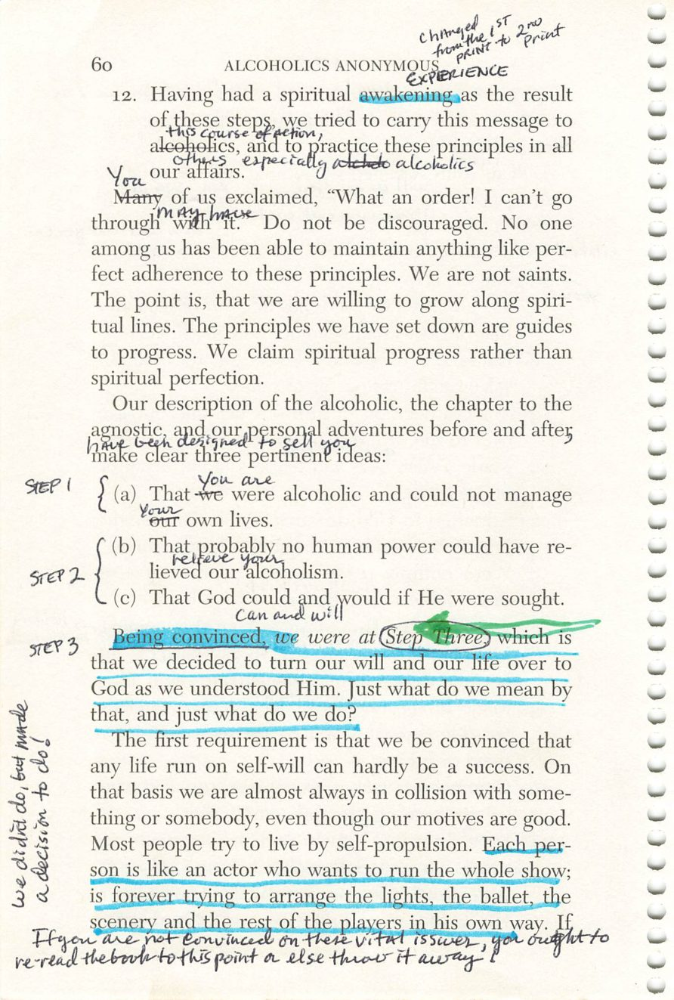 changed
from the 1ST
PRINT to 2ND
Print
60 ALCOHOLICS ANONYMOUS
EXPERIENCE
12. Having had a spiritual awakening as the result
of these steps, we tried to carry this message to
this course of action,
alcoholics, and to practice these principles in all
others especially alcoholics
our affairs.
You
Many of us exclaimed, “What an order! I can’t go
may have
through with it.” Do not be discouraged. No one
among us has been able to maintain anything like per-
fect adherence to these principles. We are not saints.
The point is, that we are willing to grow along spiri-
tual lines. The principles we have set down are guides
to progress. We claim spiritual progress rather than
spiritual perfection.
Our description of the alcoholic, the chapter to the
agnostic, and our personal adventures before and after,
have been designed to sell you
make clear three pertinent ideas:
STEP 1
you are
(a) That we were alcoholic and could not manage
your
our own lives.
STEP 2
(b) That probably no human power could have re-
relieve your
lieved our alcoholism.
(c) That God could and would if He were sought.
can and will
STEP 3
Being convinced, we were at Step Three, which is
that we decided to turn our will and our life over to
God as we understood Him. Just what do we mean by
that, and just what do we do?
we didnt do, but made
a decision to do!
The first requirement is that we be convinced that
any life run on self-will can hardly be a success. On
that basis we are almost always in collision with some-
thing or somebody, even though our motives are good.
Most people try to live by self-propulsion. Each per-
son is like an actor who wants to run the whole show;
is forever trying to arrange the lights, the ballet, the
scenery and the rest of the players in his own way. If
If you are not convinced on these vital issues, you ought to
re-read the book to this point or else throw it away!